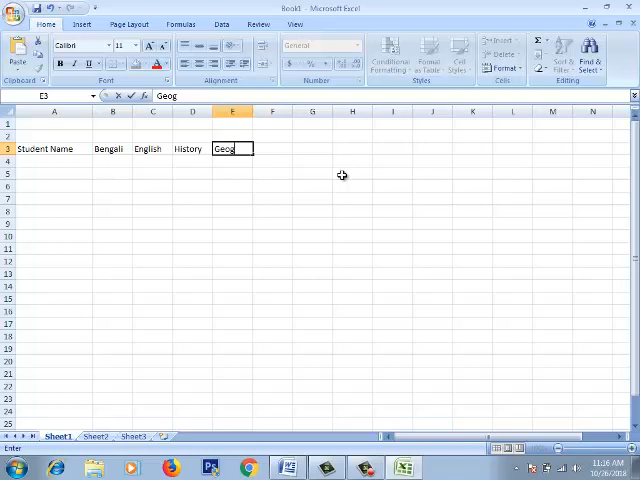 Book1 - Microsoft Excel
Home Insert Page Layout Formulas Data Review View
Paste
Calibri 11 A A
General
B I U A
$ % ,
Conditional Formatting
Format as Table
Cell Styles
Insert
Delete
Format
Σ
Sort & Filter
Find & Select
Clipboard Font Alignment Number Styles Cells Editing
E3 fx Geog
A B C D E F G H I J K L M N
1
2
3 Student Name Bengali English History Geog
4
5
6
7
8
9
10
11
12
13
14
15
16
17
18
19
20
21
22
23
24
25
Sheet1 Sheet2 Sheet3
Enter
11:16 AM
10/26/2018